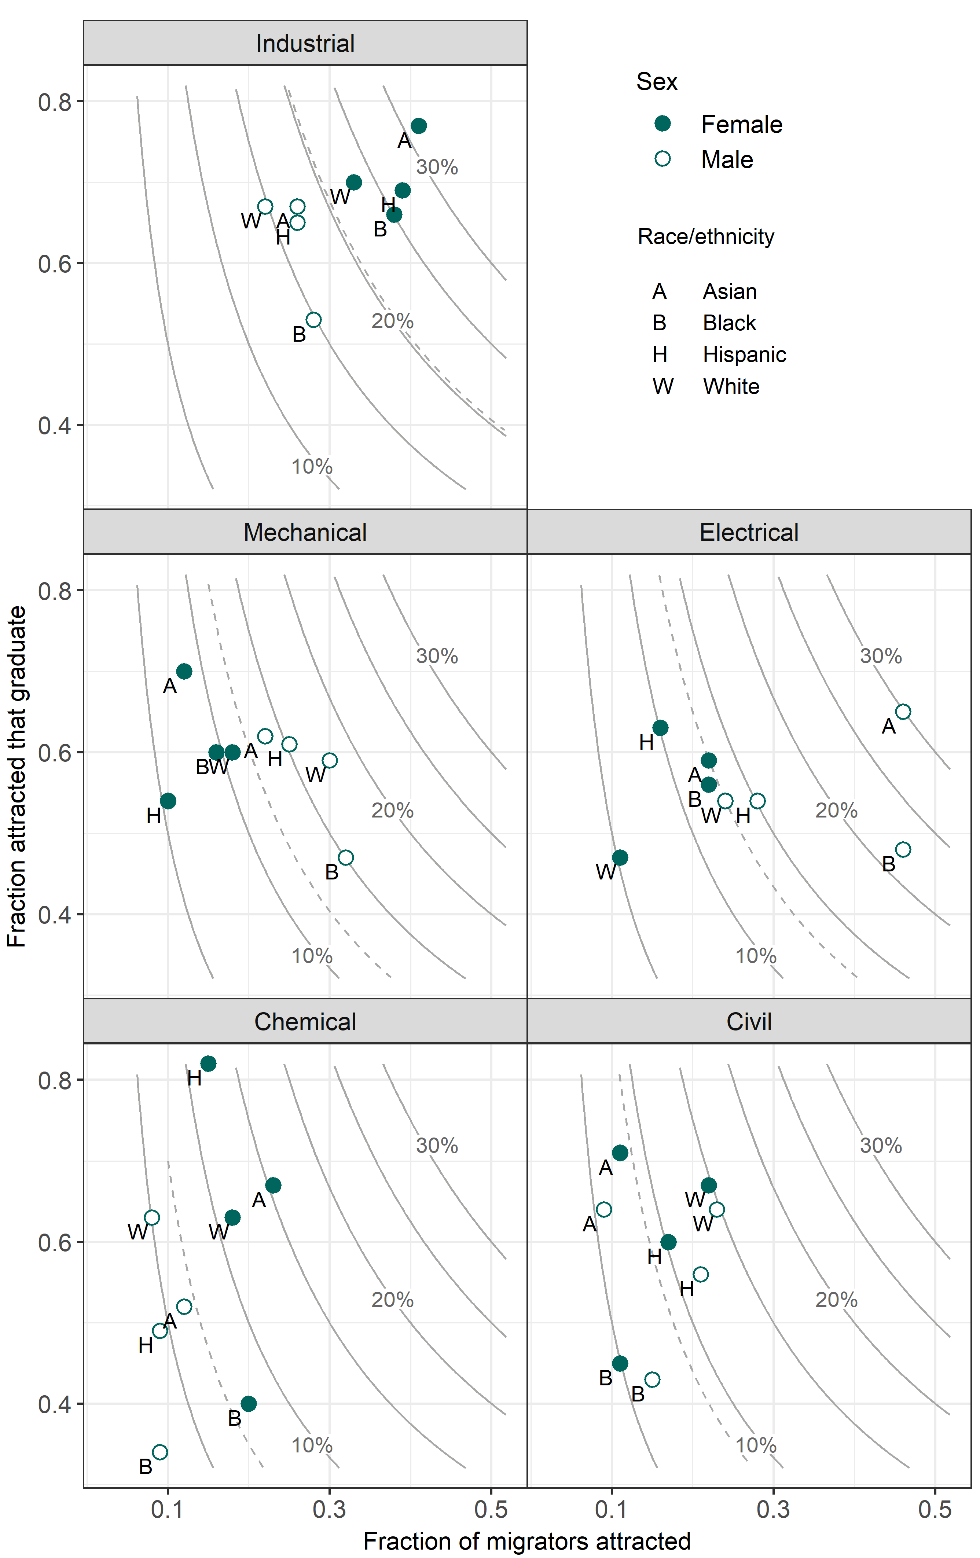 Industrial
Sex
Female
Male
Race/ethnicity
A Asian
B Black
H Hispanic
W White
0.8
0.6
0.4
A
30%
W
H
B
W
A
H
B
20%
10%
Mechanical
Electrical
Fraction attracted that graduate
0.8
0.6
0.4
30%
A
A
H
W
B
W
H
20%
B
10%
30%
A
H
A
B
W
H
20%
B
W
10%
Chemical
Civil
0.8
0.6
0.4
H
30%
A
W
W
20%
A
H
B
10%
B
30%
A
W
A
W
H
H
20%
B
B
10%
0.1 0.3 0.5 0.1 0.3 0.5
Fraction of migrators attracted